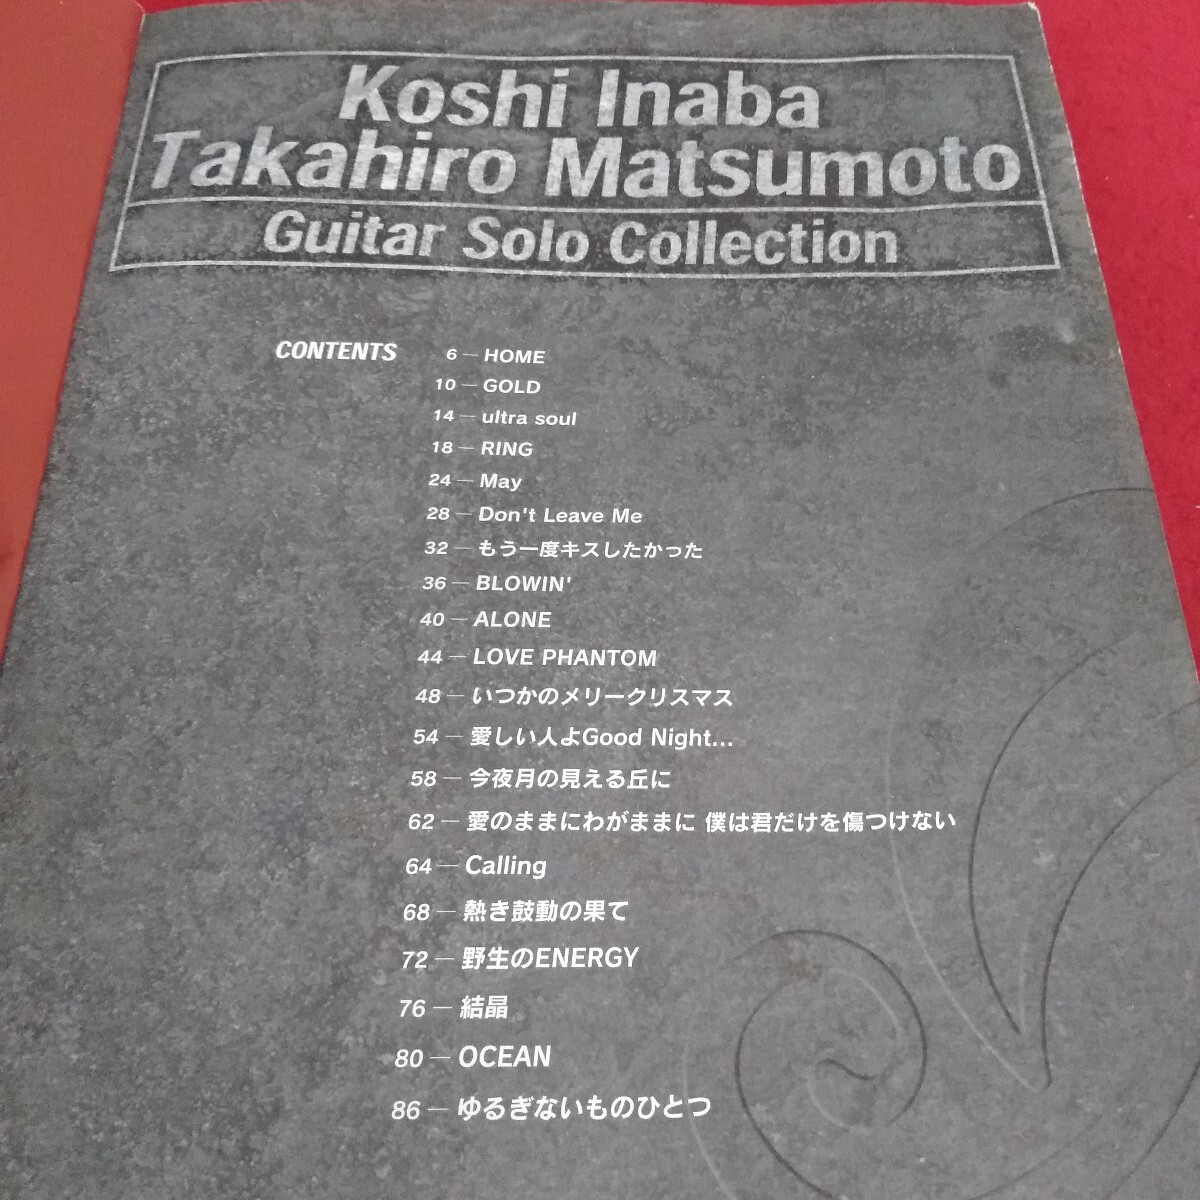 Koshi Inaba
Takahiro Matsumoto
Guitar Solo Collection
CONTENTS
6 — HOME
10 — GOLD
14 — ultra soul
18 — RING
24 — May
28 — Don't Leave Me
32 — もう一度キスしたかった
36 — BLOWIN'
40 — ALONE
44 — LOVE PHANTOM
48 — いつかのメリークリスマス
54 — 愛しい人よGood Night...
58 — 今夜月の見える丘に
62 — 愛のままにわがままに 僕は君だけを傷つけない
64 — Calling
68 — 熱き鼓動の果て
72 — 野生のENERGY
76 — 結晶
80 — OCEAN
86 — ゆるぎないものひとつ